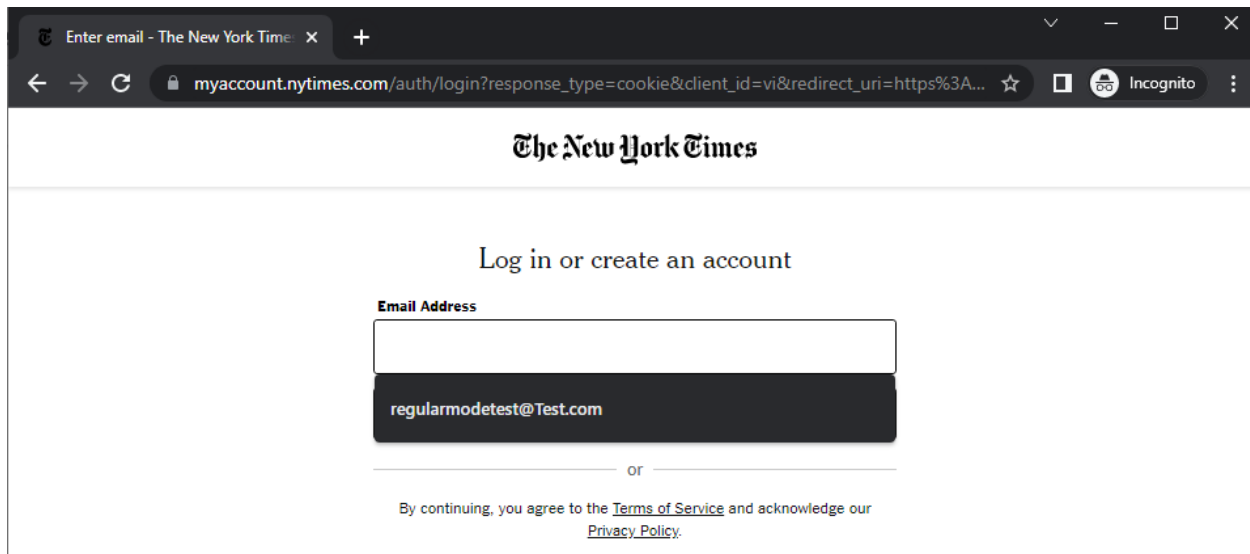 Enter email - The New York Time
myaccount.nytimes.com/auth/login?response_type=cookie&client_id=vi&redirect_uri=https%3A... Incognito
The New York Times
Log in or create an account
Email Address
regularmodetest@Test.com
or
By continuing, you agree to the Terms of Service and acknowledge our
Privacy Policy.